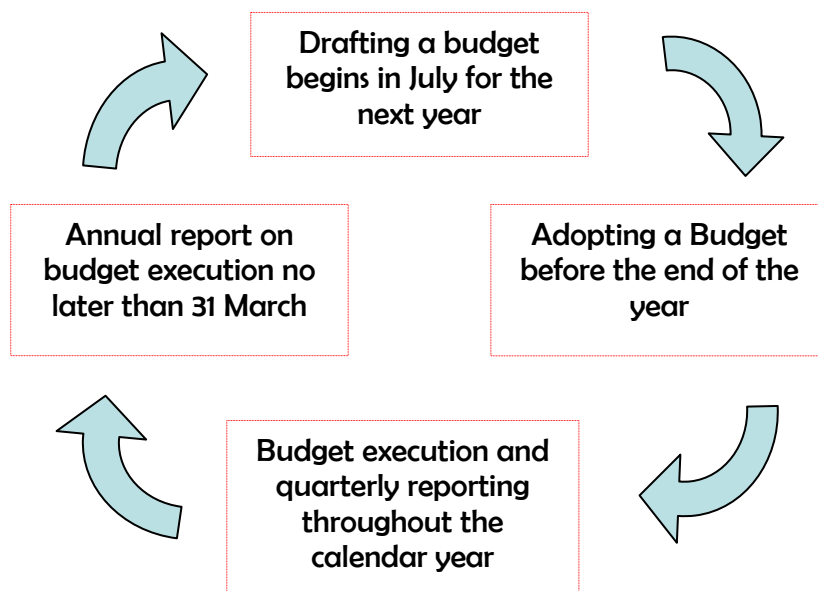 Drafting a budget
begins in July for the
next year
Adopting a Budget
before the end of the
year
Budget execution and
quarterly reporting
throughout the
calendar year
Annual report on
budget execution no
later than 31 March